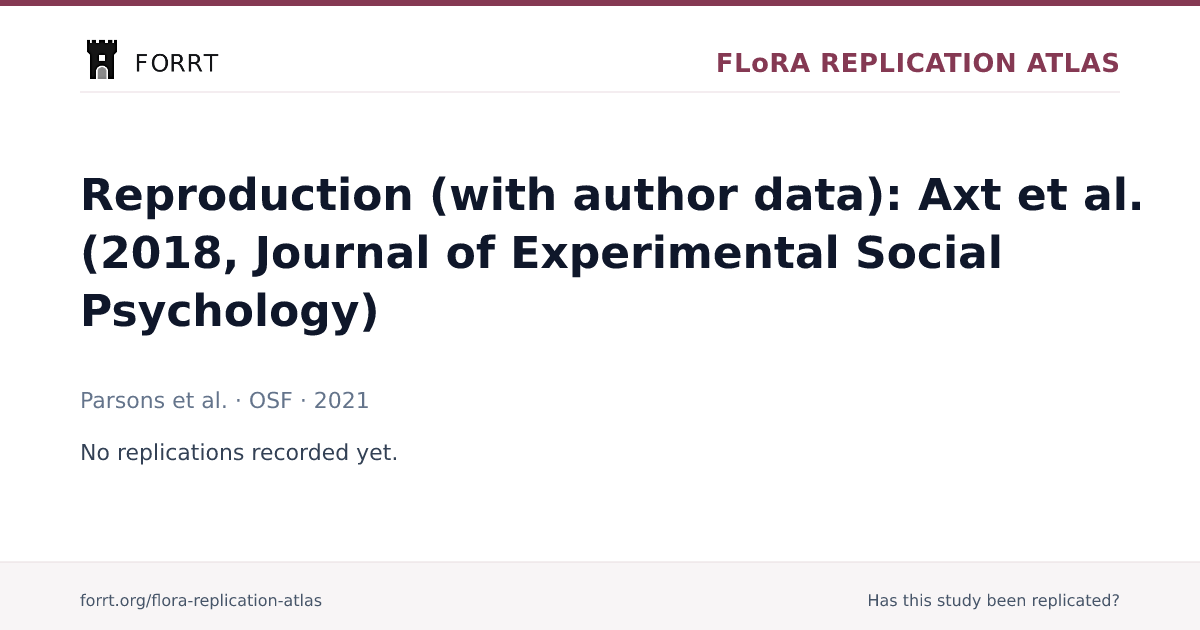 FORRT
FLoRA REPLICATION ATLAS
Reproduction (with author data): Axt et al.
(2018, Journal of Experimental Social
Psychology)
Parsons et al. · OSF · 2021
No replications recorded yet.
forrt.org/flora-replication-atlas
Has this study been replicated?